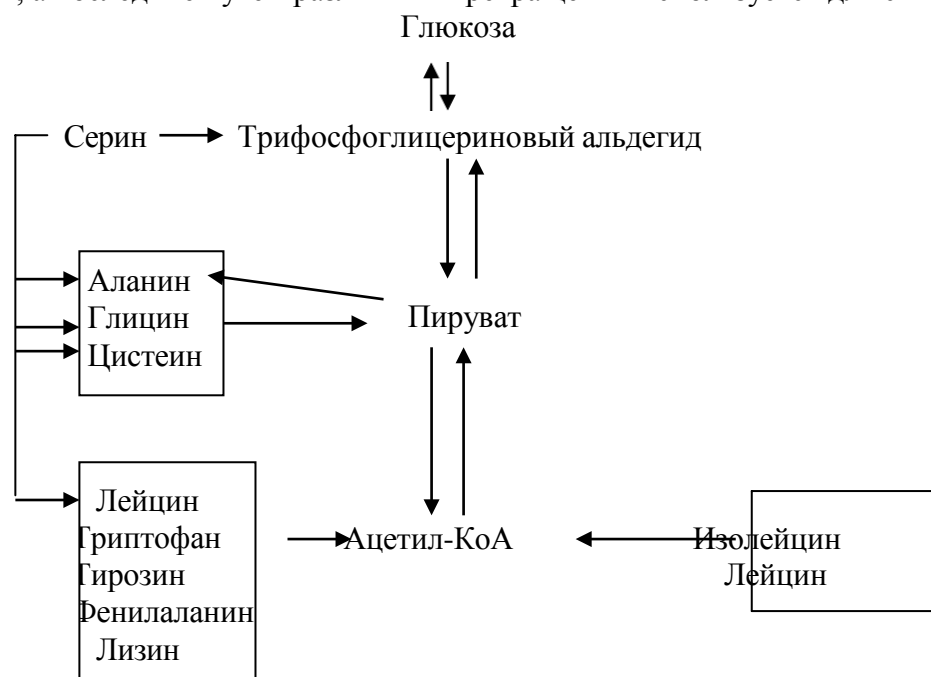 Глюкоза
Серин
Трифосфоглицериновый альдегид
Аланин
Глицин
Цистеин
Пируват
Лейцин
Триптофан
Тирозин
Фенилаланин
Лизин
Ацетил-КоА
Изолейцин
Лейцин